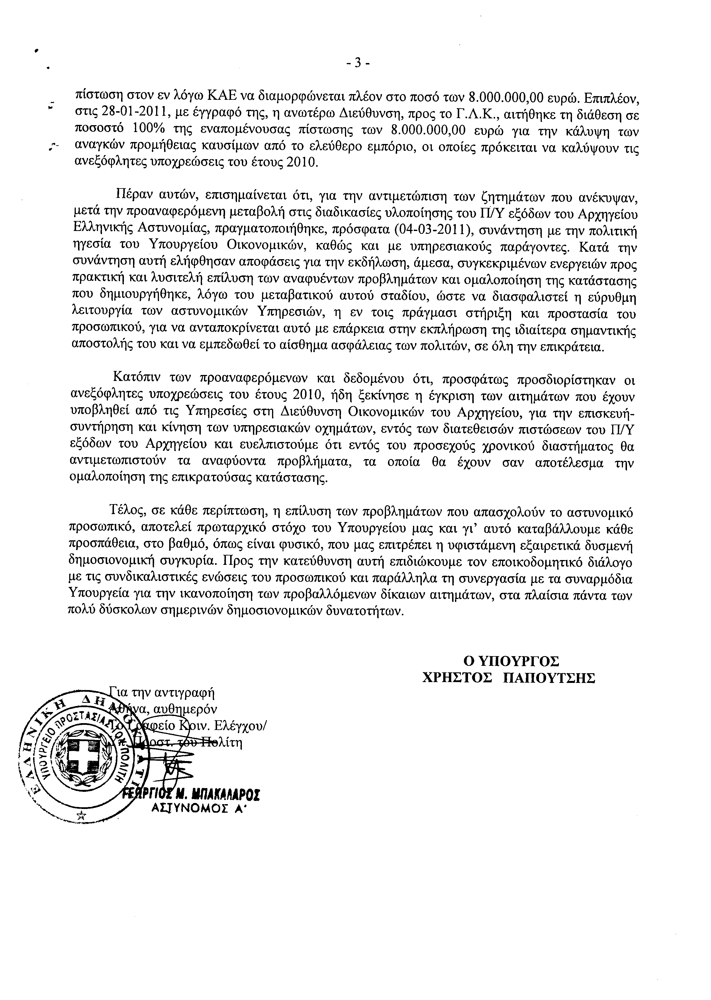 - 3 -
πίστωση στον εν λόγω ΚΑΕ να διαμορφώνεται πλέον στο ποσό των 8.000.000,00 ευρώ. Επιπλέον,
στις 28-01-2011, με έγγραφό της, η ανωτέρω Διεύθυνση, προς το Γ.Λ.Κ., αιτήθηκε τη διάθεση σε
ποσοστό 100% της εναπομένουσας πίστωσης των 8.000.000,00 ευρώ για την κάλυψη των
αναγκών προμήθειας καυσίμων από το ελεύθερο εμπόριο, οι οποίες πρόκειται να καλύψουν τις
ανεξόφλητες υποχρεώσεις του έτους 2010.
Πέραν αυτών, επισημαίνεται ότι, για την αντιμετώπιση των ζητημάτων που ανέκυψαν,
μετά την προαναφερόμενη μεταβολή στις διαδικασίες υλοποίησης του Π/Υ εξόδων του Αρχηγείου
Ελληνικής Αστυνομίας, πραγματοποιήθηκε, πρόσφατα (04-03-2011), συνάντηση με την πολιτική
ηγεσία του Υπουργείου Οικονομικών, καθώς και με υπηρεσιακούς παράγοντες. Κατά την
συνάντηση αυτή ελήφθησαν αποφάσεις για την εκδήλωση, άμεσα, συγκεκριμένων ενεργειών προς
πρακτική και λυσιτελή επίλυση των αναφυέντων προβλημάτων και ομαλοποίηση της κατάστασης
που δημιουργήθηκε, λόγω του μεταβατικού αυτού σταδίου, ώστε να διασφαλιστεί η εύρυθμη
λειτουργία των αστυνομικών Υπηρεσιών, η εν τοις πράγμασι στήριξη και προστασία του
προσωπικού, για να ανταποκρίνεται αυτό με επάρκεια στην εκπλήρωση της ιδιαίτερα σημαντικής
αποστολής του και να εμπεδωθεί το αίσθημα ασφάλειας των πολιτών, σε όλη την επικράτεια.
Κατόπιν των προαναφερόμενων και δεδομένου ότι, προσφάτως προσδιορίστηκαν οι
ανεξόφλητες υποχρεώσεις του έτους 2010, ήδη ξεκίνησε η έγκριση των αιτημάτων που έχουν
υποβληθεί από τις Υπηρεσίες στη Διεύθυνση Οικονομικών του Αρχηγείου, για την επισκευή-
συντήρηση και κίνηση των υπηρεσιακών οχημάτων, εντός των διατεθεισών πιστώσεων του Π/Υ
εξόδων του Αρχηγείου και ευελπιστούμε ότι εντός του προσεχούς χρονικού διαστήματος θα
αντιμετωπιστούν τα αναφύοντα προβλήματα, τα οποία θα έχουν σαν αποτέλεσμα την
ομαλοποίηση της επικρατούσας κατάστασης.
Τέλος, σε κάθε περίπτωση, η επίλυση των προβλημάτων που απασχολούν το αστυνομικό
προσωπικό, αποτελεί πρωταρχικό στόχο του Υπουργείου μας και γι’ αυτό καταβάλλουμε κάθε
προσπάθεια, στο βαθμό, όπως είναι φυσικό, που μας επιτρέπει η υφιστάμενη εξαιρετικά δυσμενή
δημοσιονομική συγκυρία. Προς την κατεύθυνση αυτή επιδιώκουμε τον εποικοδομητικό διάλογο
με τις συνδικαλιστικές ενώσεις του προσωπικού και παράλληλα τη συνεργασία με τα συναρμόδια
Υπουργεία για την ικανοποίηση των προβαλλόμενων δίκαιων αιτημάτων, στα πλαίσια πάντα των
πολύ δύσκολων σημερινών δημοσιονομικών δυνατοτήτων.
Ο ΥΠΟΥΡΓΟΣ
ΧΡΗΣΤΟΣ ΠΑΠΟΥΤΣΗΣ
Για την αντιγραφή
Αθήνα, αυθημερόν
Το Γραφείο Κοιν. Ελέγχου/
Υπ. Προστ. του Πολίτη
ΕΛΛΗΝΙΚΗ ΔΗΜΟΚΡΑΤΙΑ
ΥΠΟΥΡΓΕΙΟ ΠΡΟΣΤΑΣΙΑΣ ΤΟΥ ΠΟΛΙΤΗ
ΓΕΩΡΓΙΟΣ Μ. ΜΠΑΚΑΛΑΡΟΣ
ΑΣΤΥΝΟΜΟΣ Α'